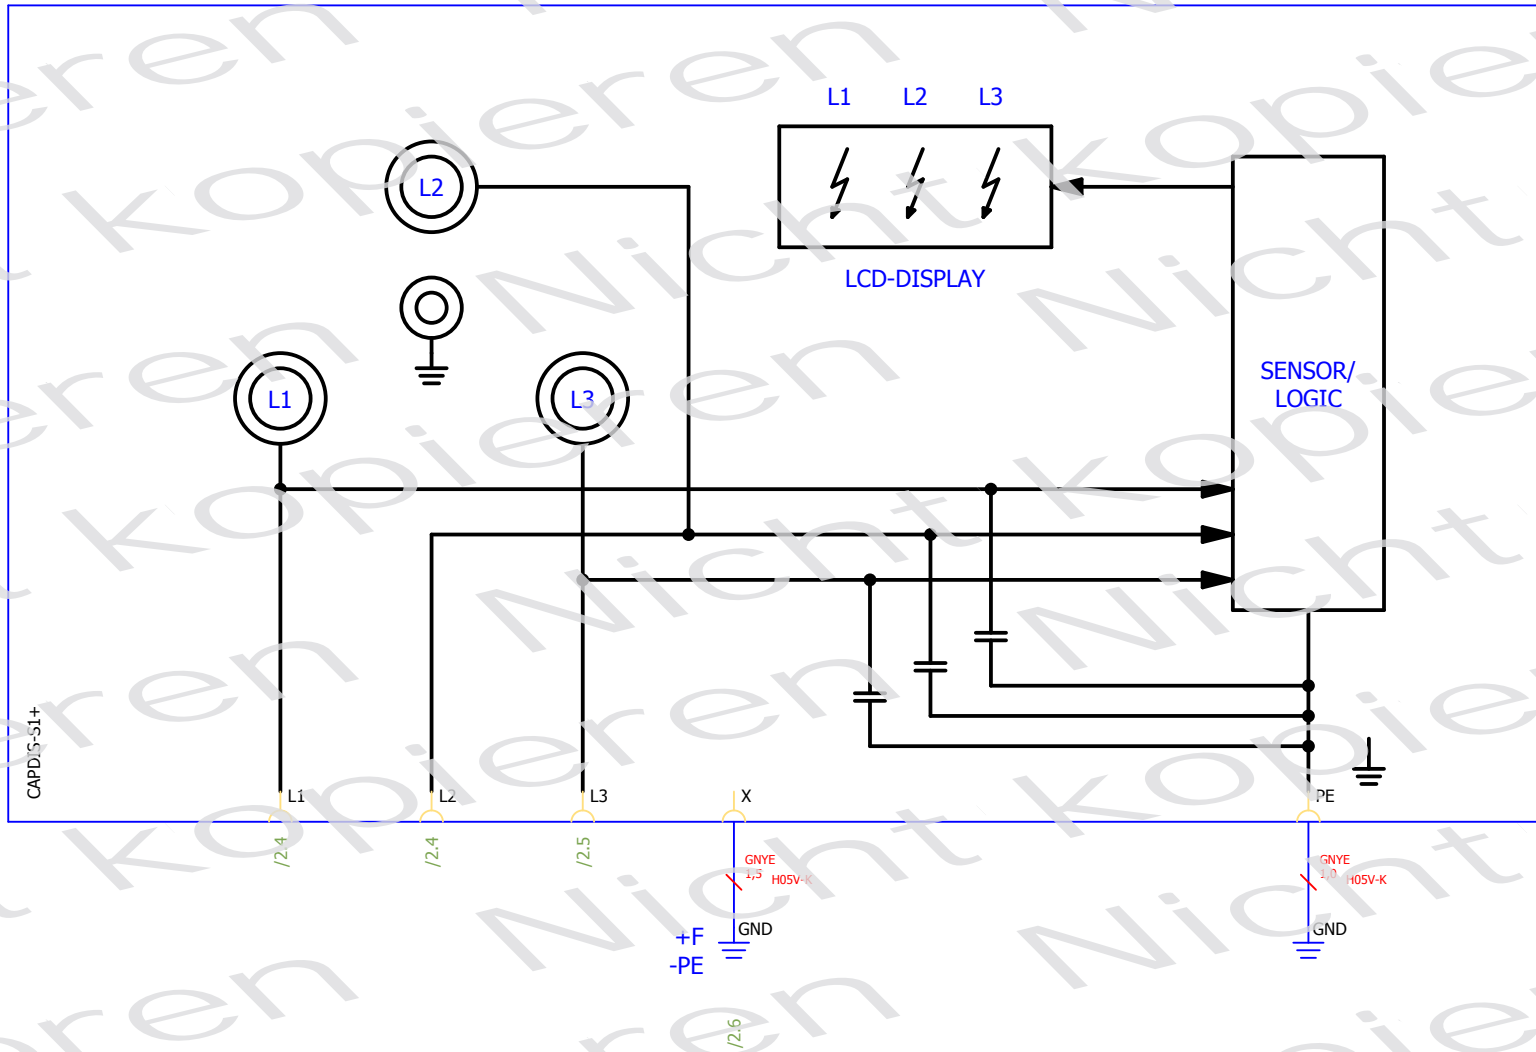 Nicht kopieren
L1 L2 L3
L2
LCD-DISPLAY
SENSOR/
LOGIC
L1
L3
CAPDIS-S1+
L1
L2
L3
X
PE
/2.4
/2.4
/2.5
GNYE
1,5 H05V-K
GNYE
1,0 H05V-K
+F
-PE
GND
GND
/2.6